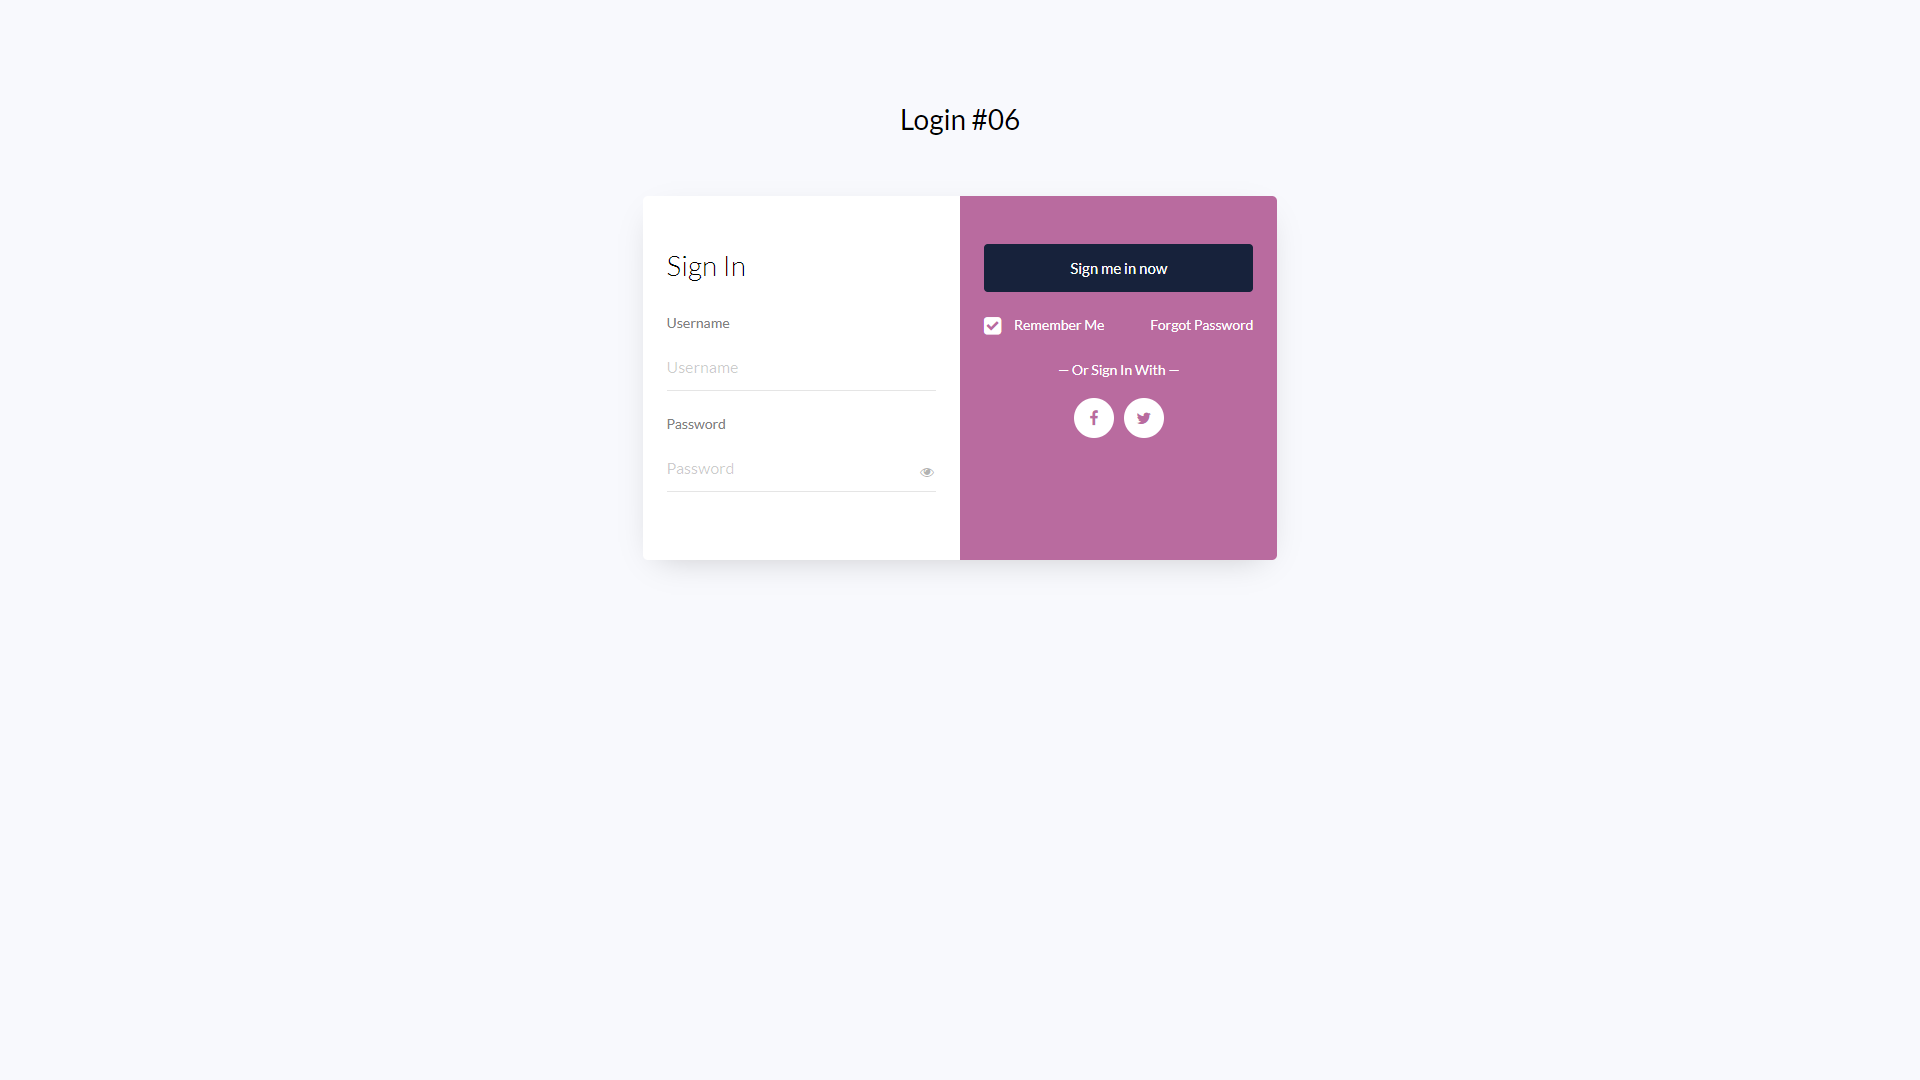 Login #06
Sign In
Username
Username
Password
Password
Sign me in now
Remember Me
Forgot Password
— Or Sign In With —